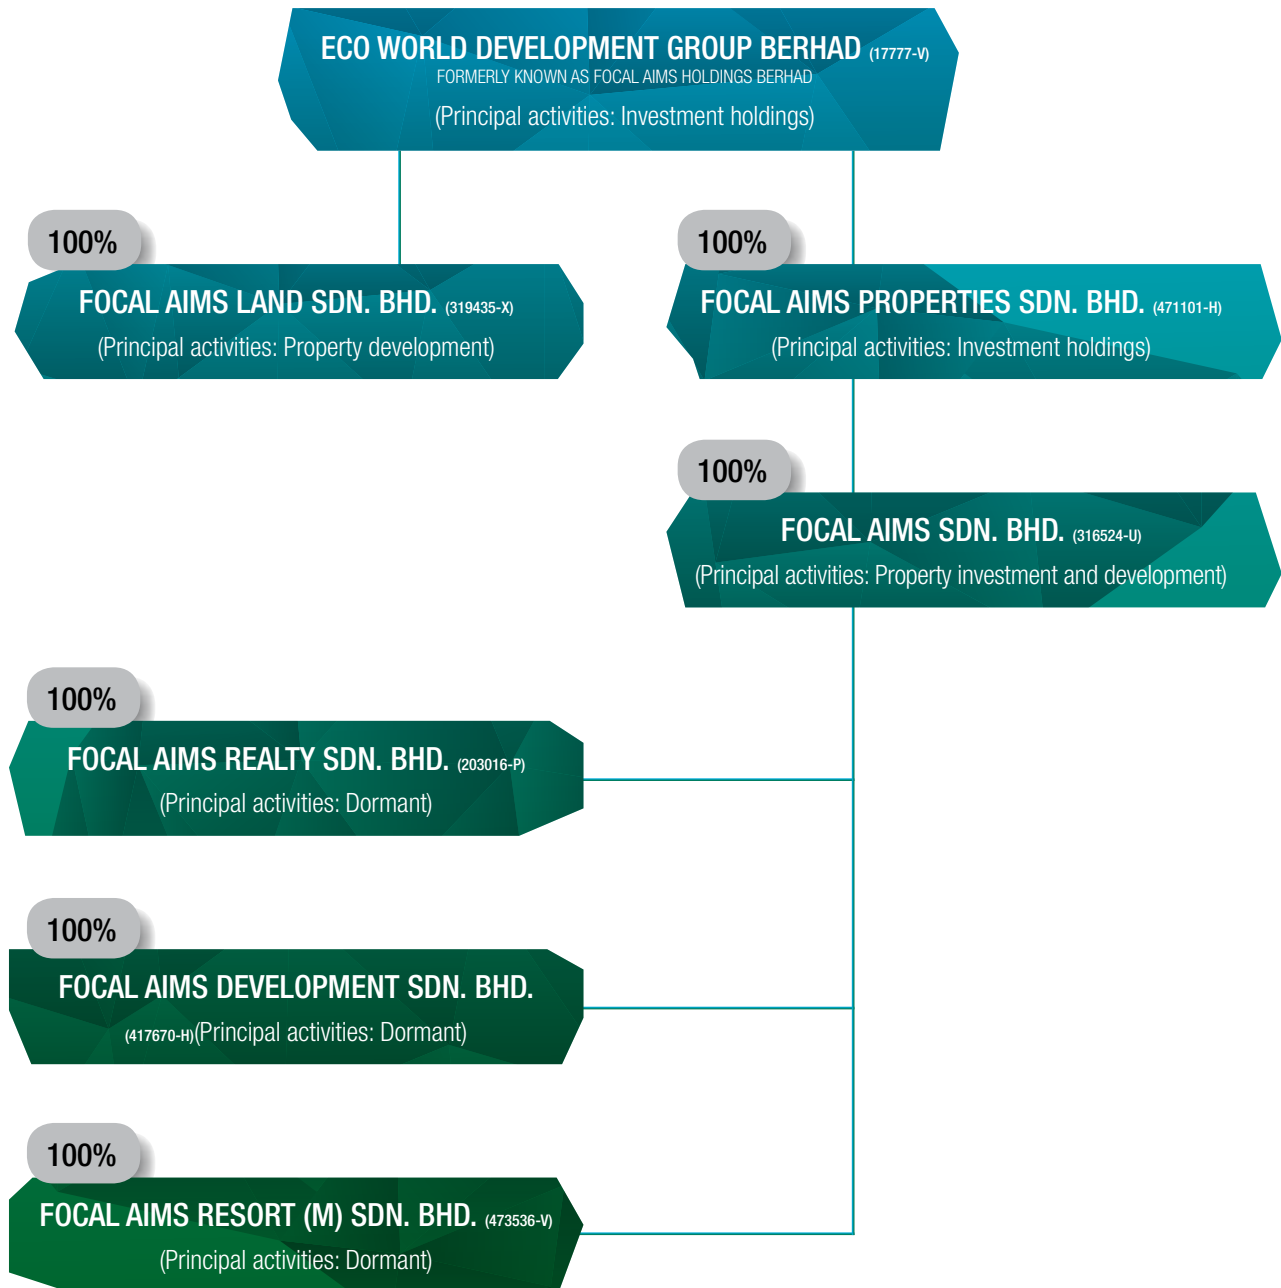 ECO WORLD DEVELOPMENT GROUP BERHAD (17777-V)
FORMERLY KNOWN AS FOCAL AIMS HOLDINGS BERHAD
(Principal activities: Investment holdings)
100%
FOCAL AIMS LAND SDN. BHD. (319435-X)
(Principal activities: Property development)
100%
FOCAL AIMS PROPERTIES SDN. BHD. (471101-H)
(Principal activities: Investment holdings)
100%
FOCAL AIMS SDN. BHD. (316524-U)
(Principal activities: Property investment and development)
100%
FOCAL AIMS REALTY SDN. BHD. (203016-P)
(Principal activities: Dormant)
100%
FOCAL AIMS DEVELOPMENT SDN. BHD.
(417670-H)(Principal activities: Dormant)
100%
FOCAL AIMS RESORT (M) SDN. BHD. (473536-V)
(Principal activities: Dormant)